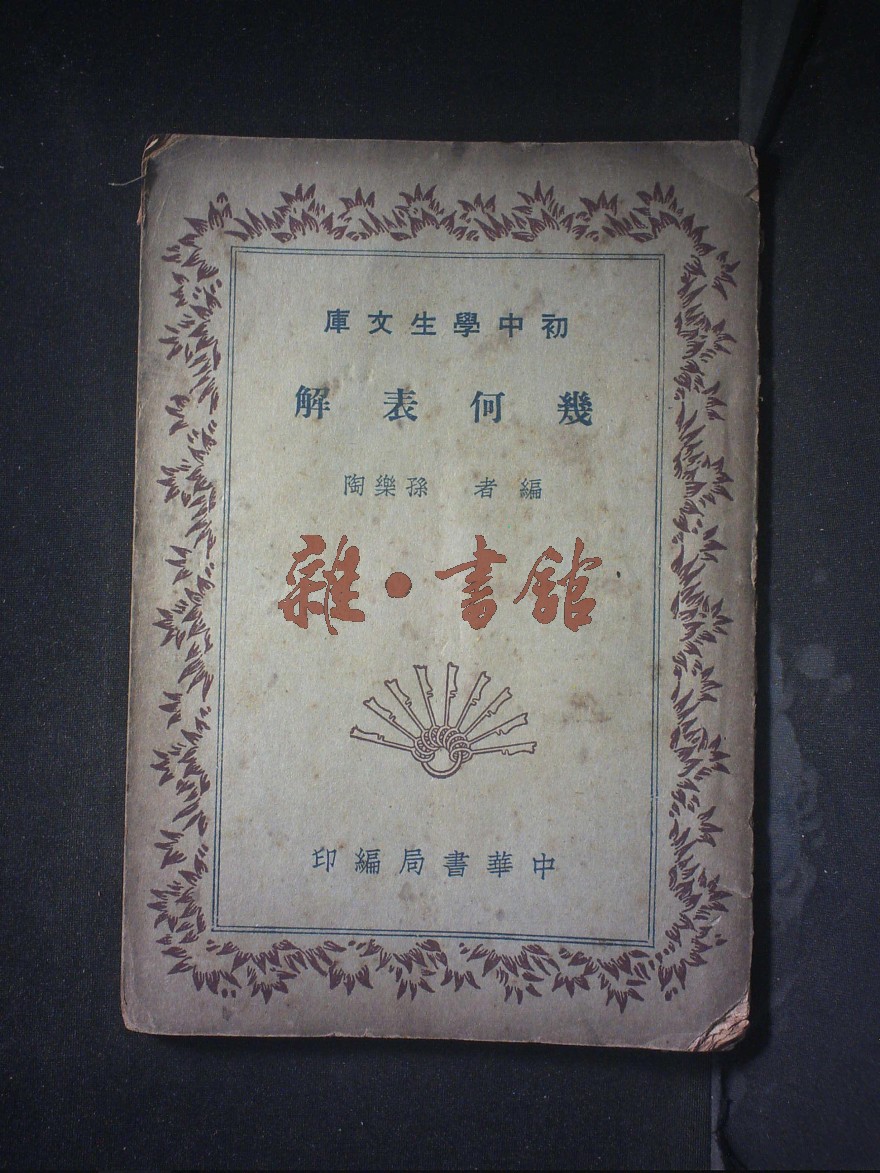 初中學生文庫
幾何表解
編者 孫樂陶
雜·書館
中華書局編印